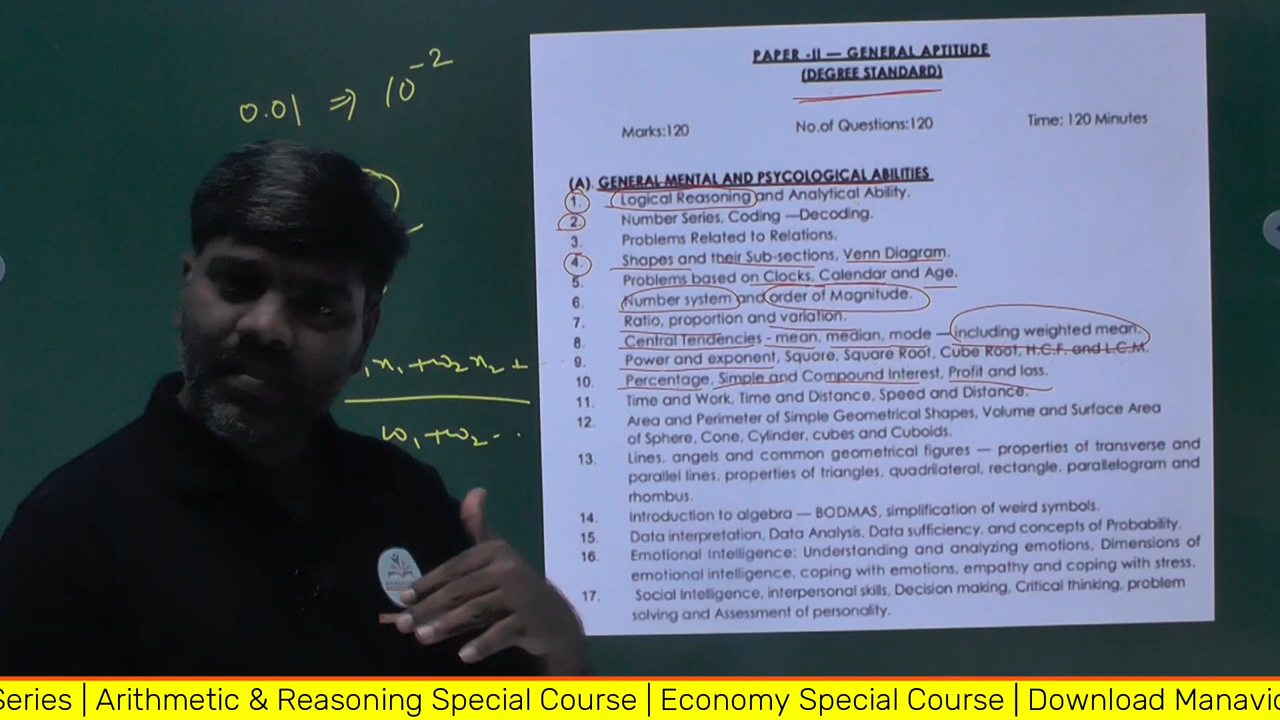 0.01 ⇒ 10⁻²
x₁ + w₂ x₂ +
w₁ + w₂ - . .
PAPER -II — GENERAL APTITUDE
(DEGREE STANDARD)
Marks:120 No.of Questions:120 Time: 120 Minutes
(A) GENERAL MENTAL AND PSYCOLOGICAL ABILITIES
1. Logical Reasoning and Analytical Ability.
2. Number Series, Coding —Decoding.
3. Problems Related to Relations.
4. Shapes and their Sub-sections, Venn Diagram.
5. Problems based on Clocks, Calendar and Age.
6. Number system and order of Magnitude.
7. Ratio, proportion and variation.
8. Central Tendencies - mean, median, mode — including weighted mean.
9. Power and exponent, Square, Square Root, Cube Root, H.C.F. and L.C.M.
10. Percentage, Simple and Compound Interest, Profit and loss.
11. Time and Work, Time and Distance, Speed and Distance.
12. Area and Perimeter of Simple Geometrical Shapes, Volume and Surface Area
of Sphere, Cone, Cylinder, cubes and Cuboids.
13. Lines, angels and common geometrical figures — properties of transverse and
parallel lines, properties of triangles, quadrilateral, rectangle, parallelogram and
rhombus.
14. Introduction to algebra — BODMAS, simplification of weird symbols.
15. Data interpretation, Data Analysis, Data sufficiency, and concepts of Probability.
16. Emotional Intelligence: Understanding and analyzing emotions, Dimensions of
emotional intelligence, coping with emotions, empathy and coping with stress.
17. Social Intelligence, interpersonal skills, Decision making, Critical thinking, problem
solving and Assessment of personality.
Series | Arithmetic & Reasoning Special Course | Economy Special Course | Download